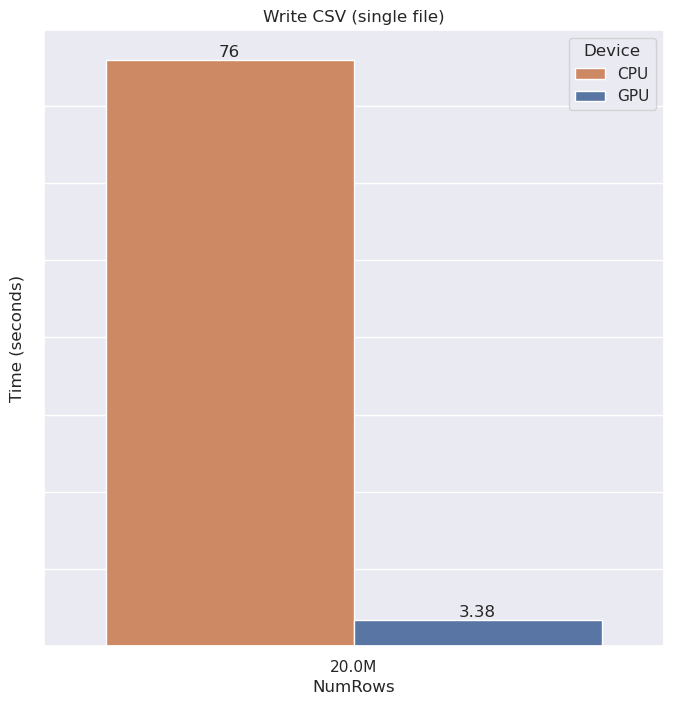 Write CSV (single file)
76
Device
CPU
GPU
Time (seconds)
3.38
20.0M
NumRows